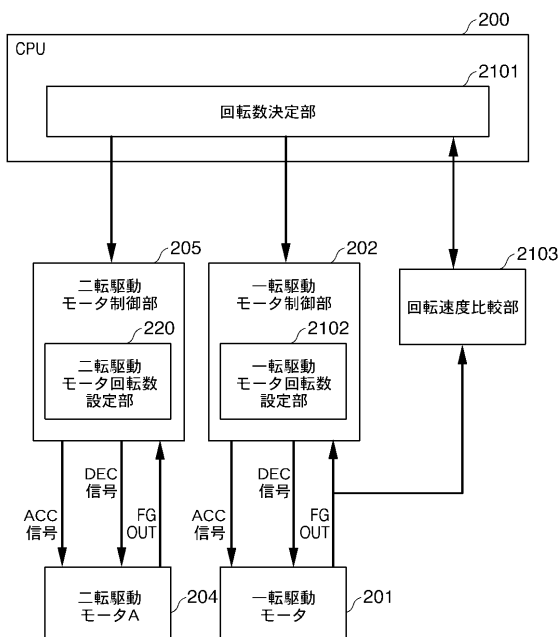 200
CPU
2101
回転数決定部
205
二転駆動
モータ制御部
220
二転駆動
モータ回転数
設定部
202
一転駆動
モータ制御部
2102
一転駆動
モータ回転数
設定部
2103
回転速度比較部
ACC
信号
DEC
信号
FG
OUT
ACC
信号
DEC
信号
FG
OUT
二転駆動
モータA
204
一転駆動
モータ
201